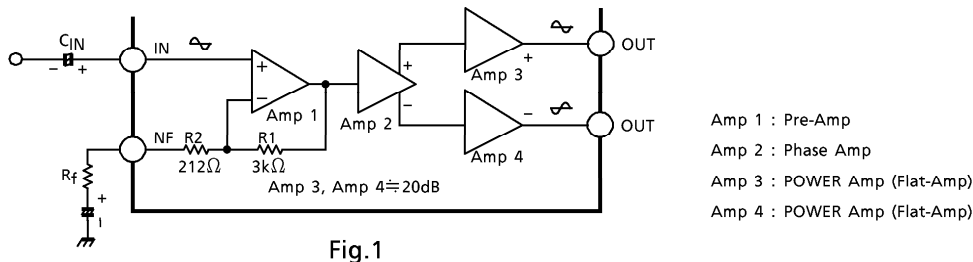 CIN
IN
+
− +
Amp 1
−
+
−
Amp 2
+
Amp 3
OUT
−
Amp 4
OUT
NF
R2
212Ω
R1
3kΩ
Rf
+
Amp 3, Amp 4≒20dB
Amp 1 : Pre-Amp
Amp 2 : Phase Amp
Amp 3 : POWER Amp (Flat-Amp)
Amp 4 : POWER Amp (Flat-Amp)
Fig.1